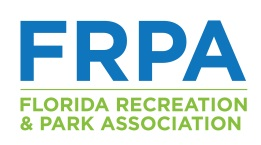 FRPA
FLORIDA RECREATION
& PARK ASSOCIATION